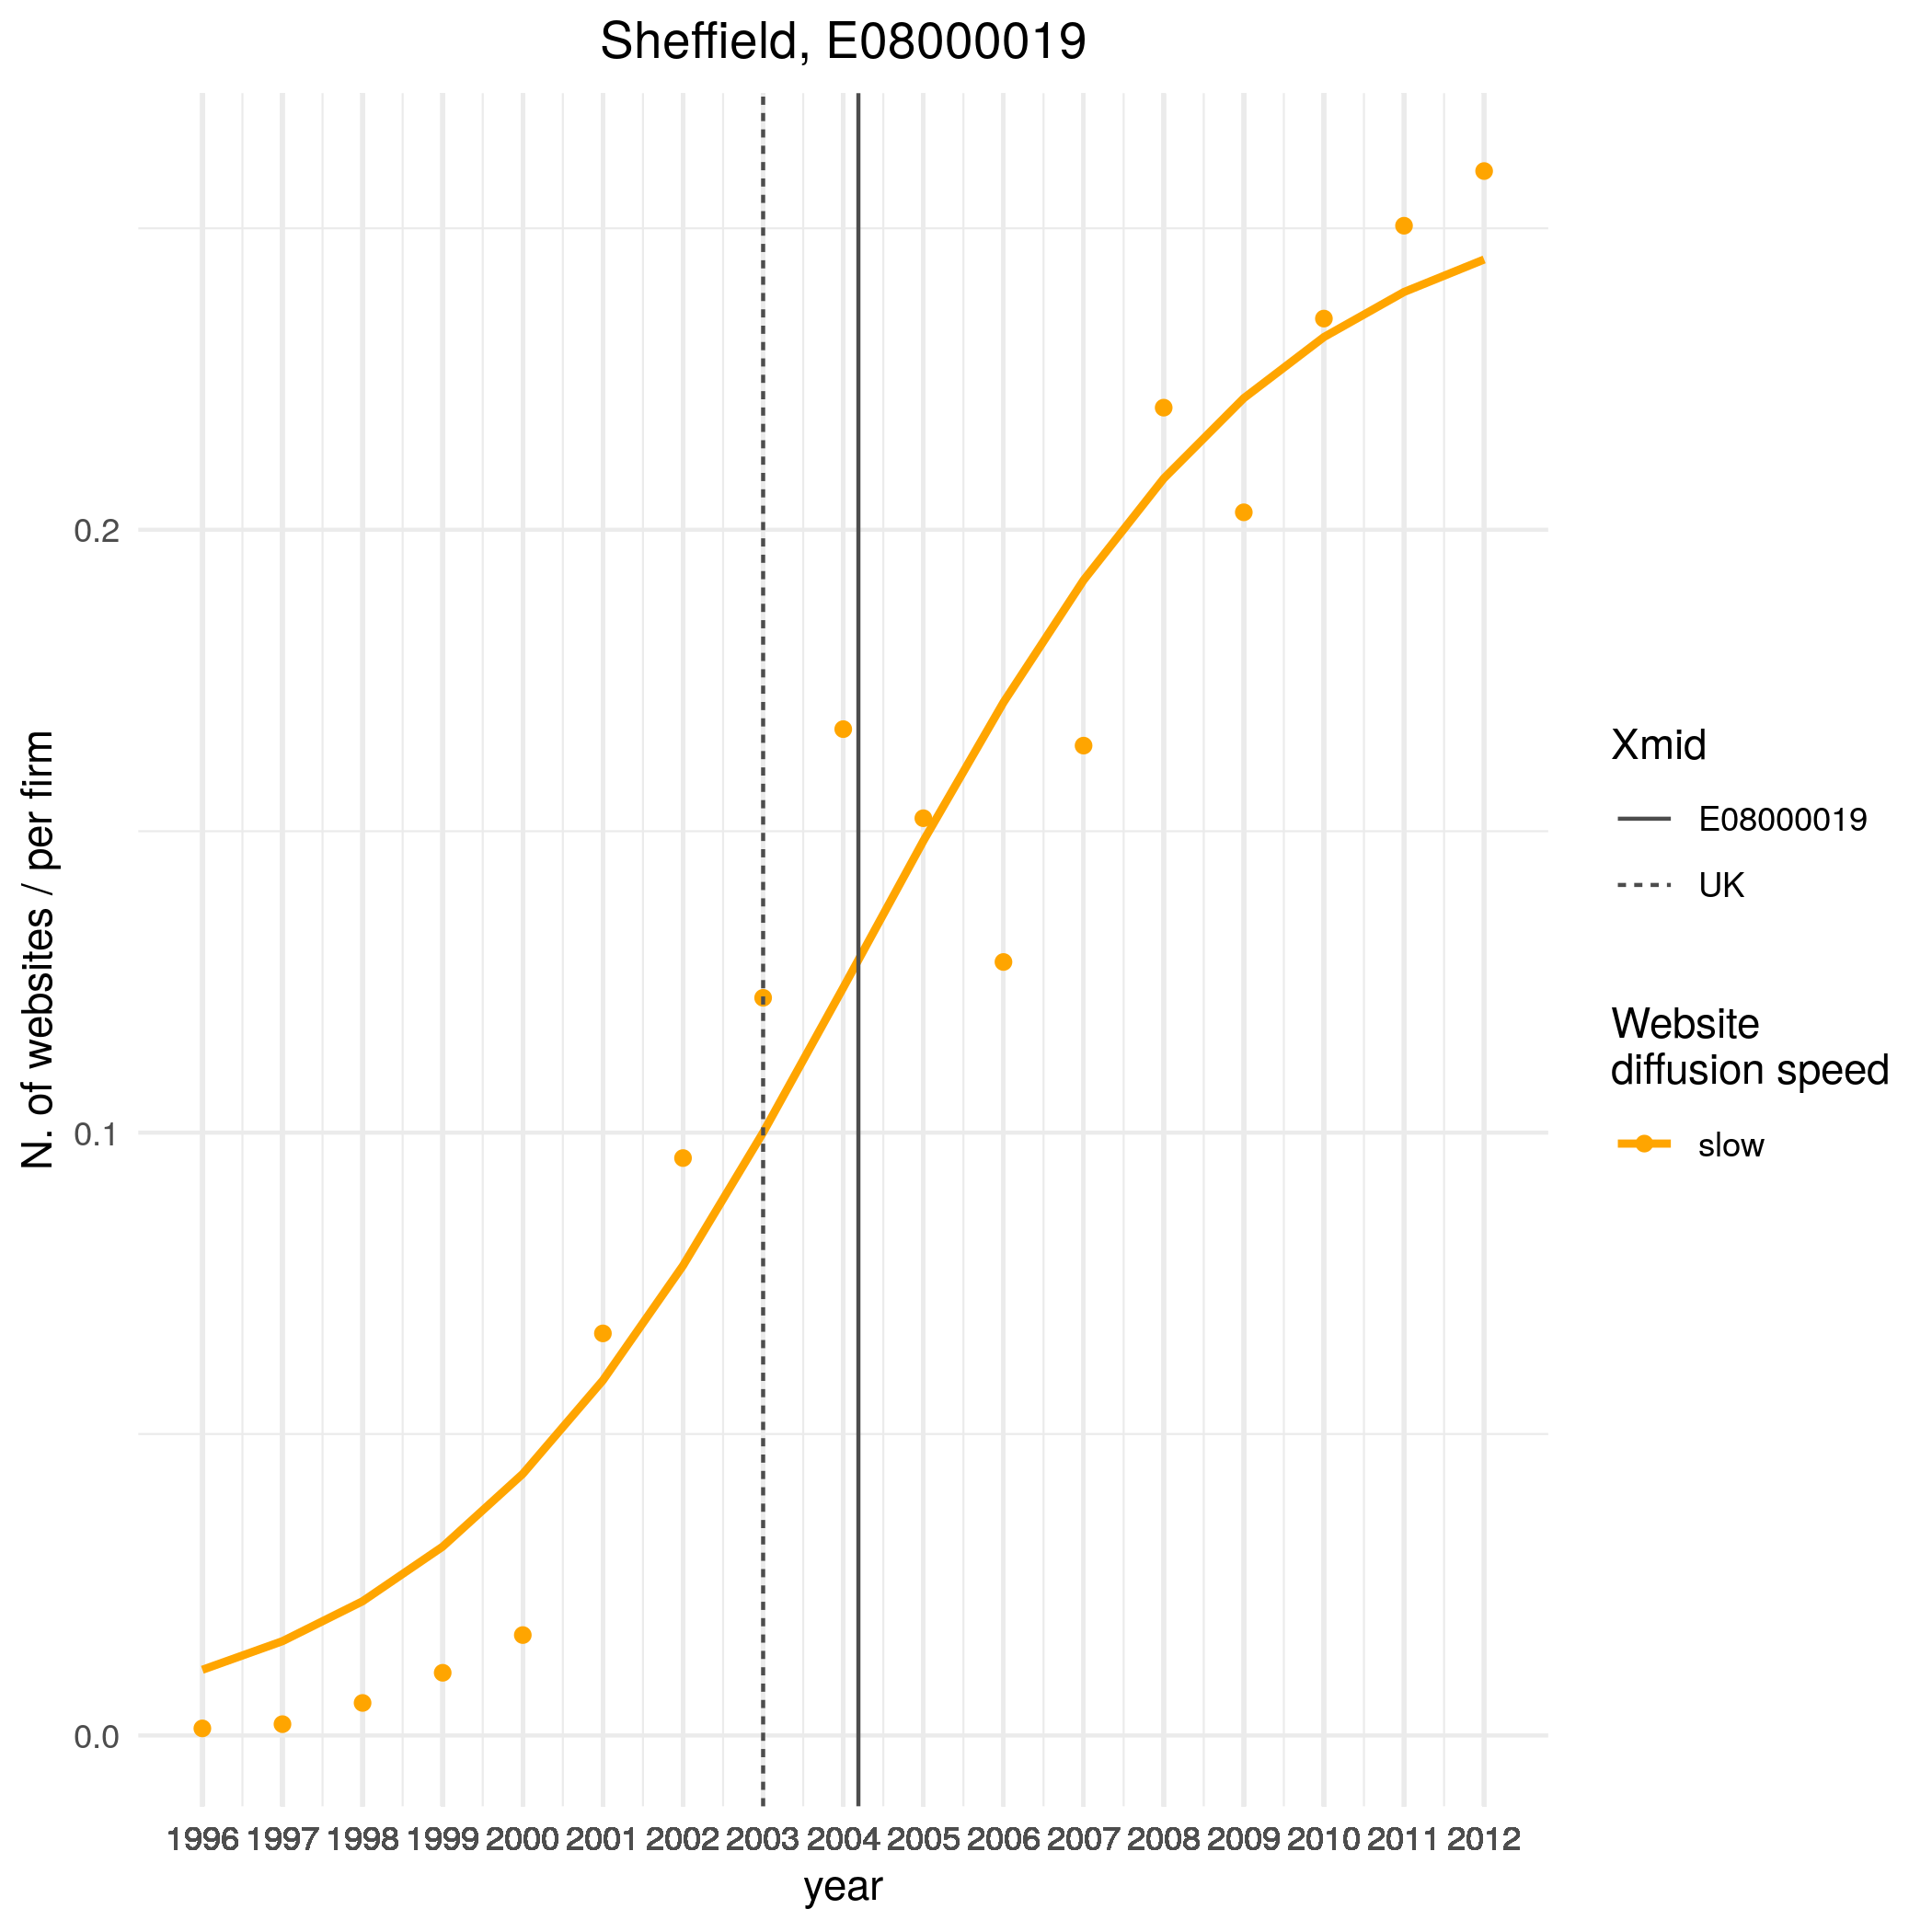 Sheffield, E08000019
N. of websites / per firm
0.2
0.1
0.0
1996 1997 1998 1999 2000 2001 2002 2003 2004 2005 2006 2007 2008 2009 2010 2011 2012
year
Xmid
E08000019
UK
Website
diffusion speed
slow